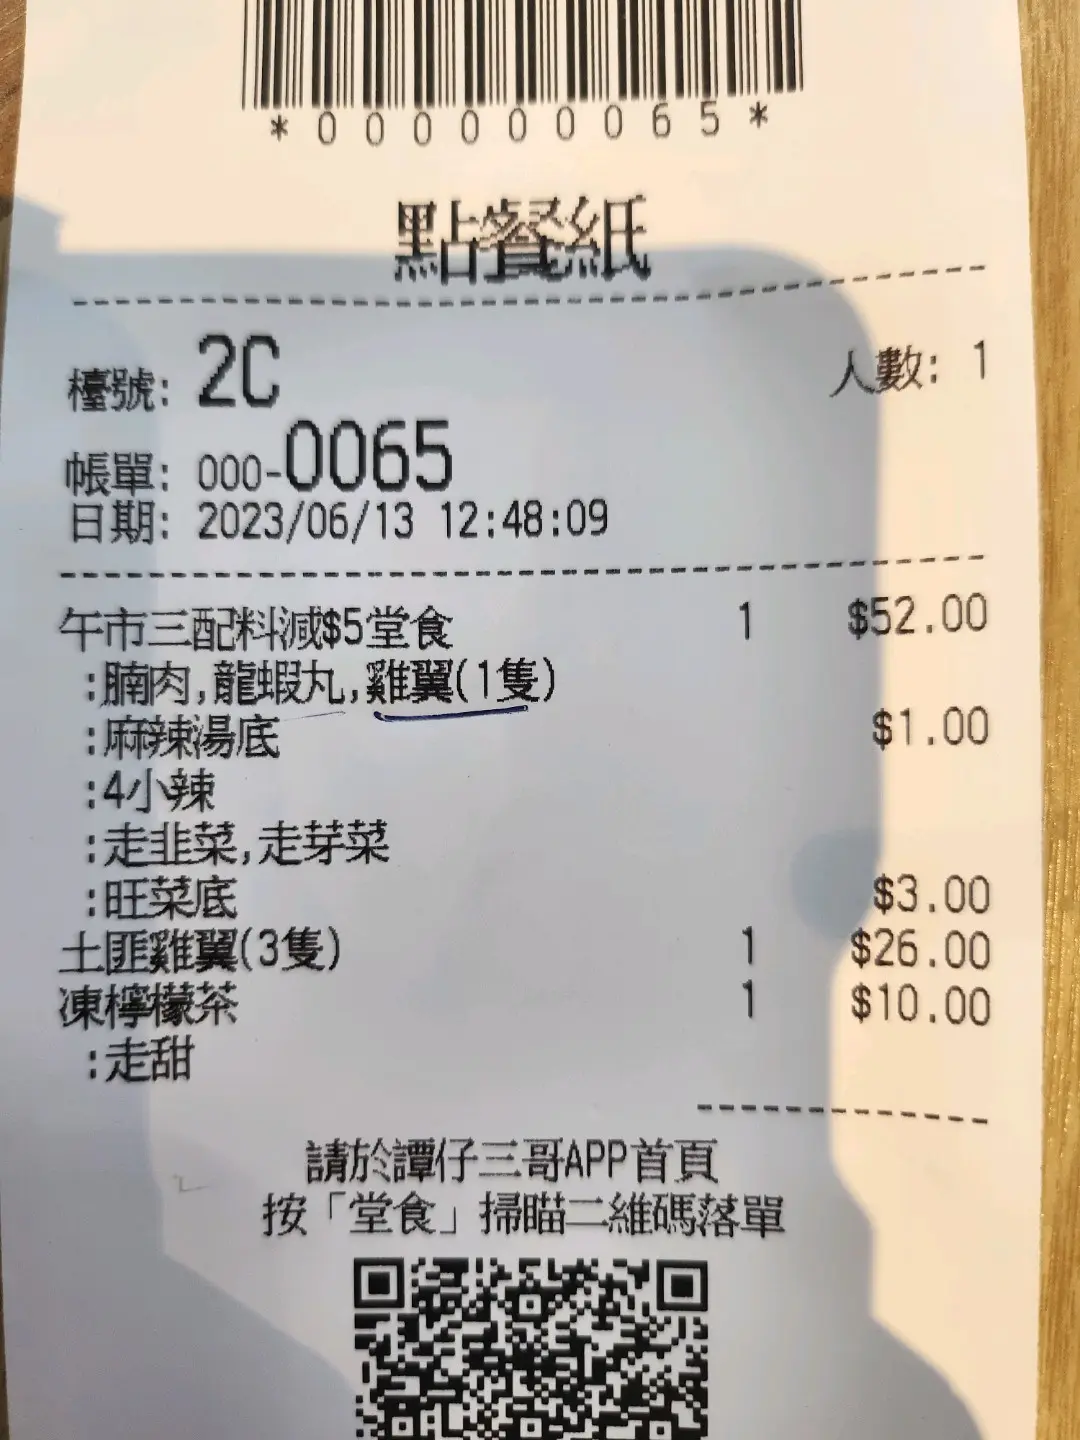 *000000065*
點餐紙
檯號: 2C 人數: 1
帳單: 000-0065
日期: 2023/06/13 12:48:09
午市三配料減$5堂食 1 $52.00
:腩肉,龍蝦丸,雞翼(1隻)
:麻辣湯底 $1.00
:4小辣
:走韭菜,走芽菜
:旺菜底 $3.00
土匪雞翼(3隻) 1 $26.00
凍檸檬茶 1 $10.00
:走甜
請於譚仔三哥APP首頁
按「堂食」掃瞄二維碼落單